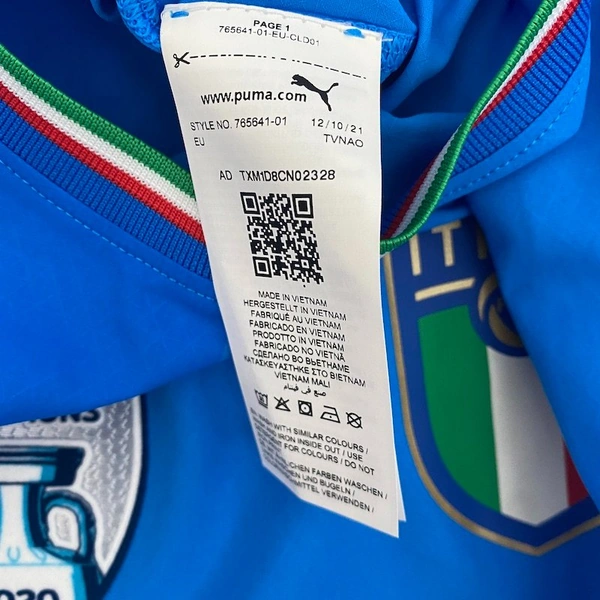 PAGE 1
765641-01-EU-CLD01
www.puma.com
STYLE NO. 765641-01 12/10/21
EU TVNAO
AD TXM1D8CN02328
MADE IN VIETNAM
HERGESTELLT IN VIETNAM
FABRIQUÉ AU VIETNAM
FABRICADO EN VIETNAM
PRODOTTO IN VIETNAM
FABRICADO NO VIETNÃ
СДЕЛАНО ВО ВЬЕТНАМЕ
ΚΑΤΑΣΚΕΥΑΣΤΗΚΕ ΣΤΟ ΒΙΕΤΝΑΜ
VIETNAM MALI
صنع في فيتنام
WITH SIMILAR COLOURS /
IRON INSIDE OUT / USE
FOR COLOURS / DO NOT
FARBEN WASCHEN /
UND BÜGELN /
VERWENDEN /